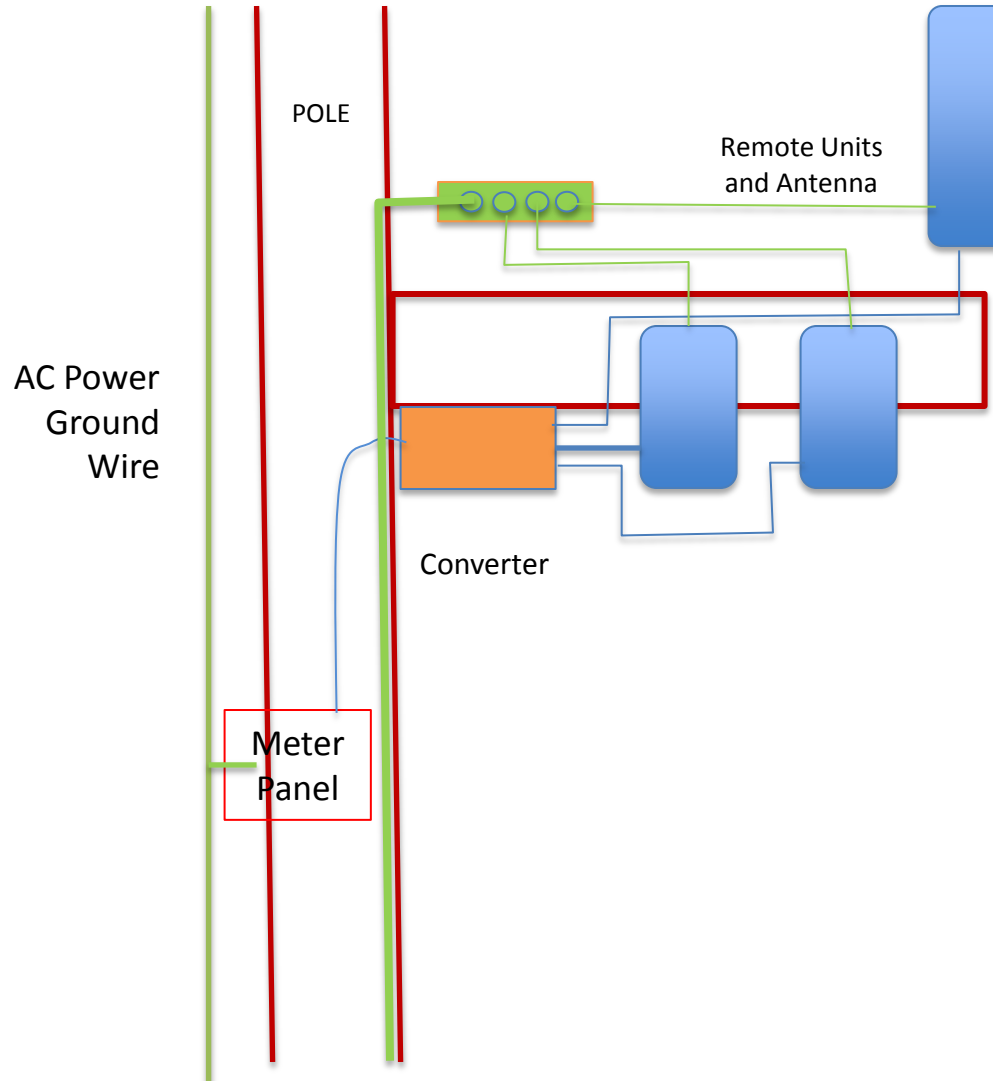 POLE
Remote Units
and Antenna
AC Power
Ground
Wire
Converter
Meter
Panel